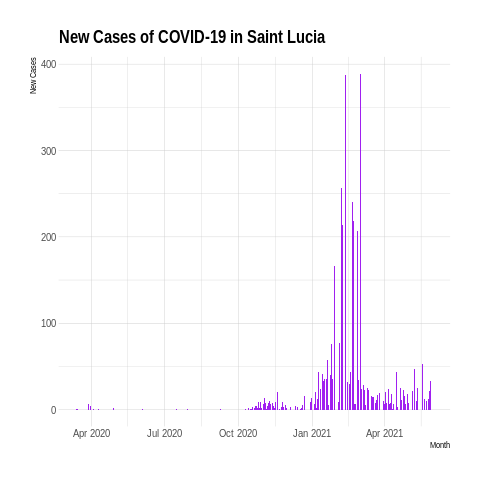 New Cases of COVID-19 in Saint Lucia
New Cases
400
300
200
100
0
Apr 2020 Jul 2020 Oct 2020 Jan 2021 Apr 2021
Month